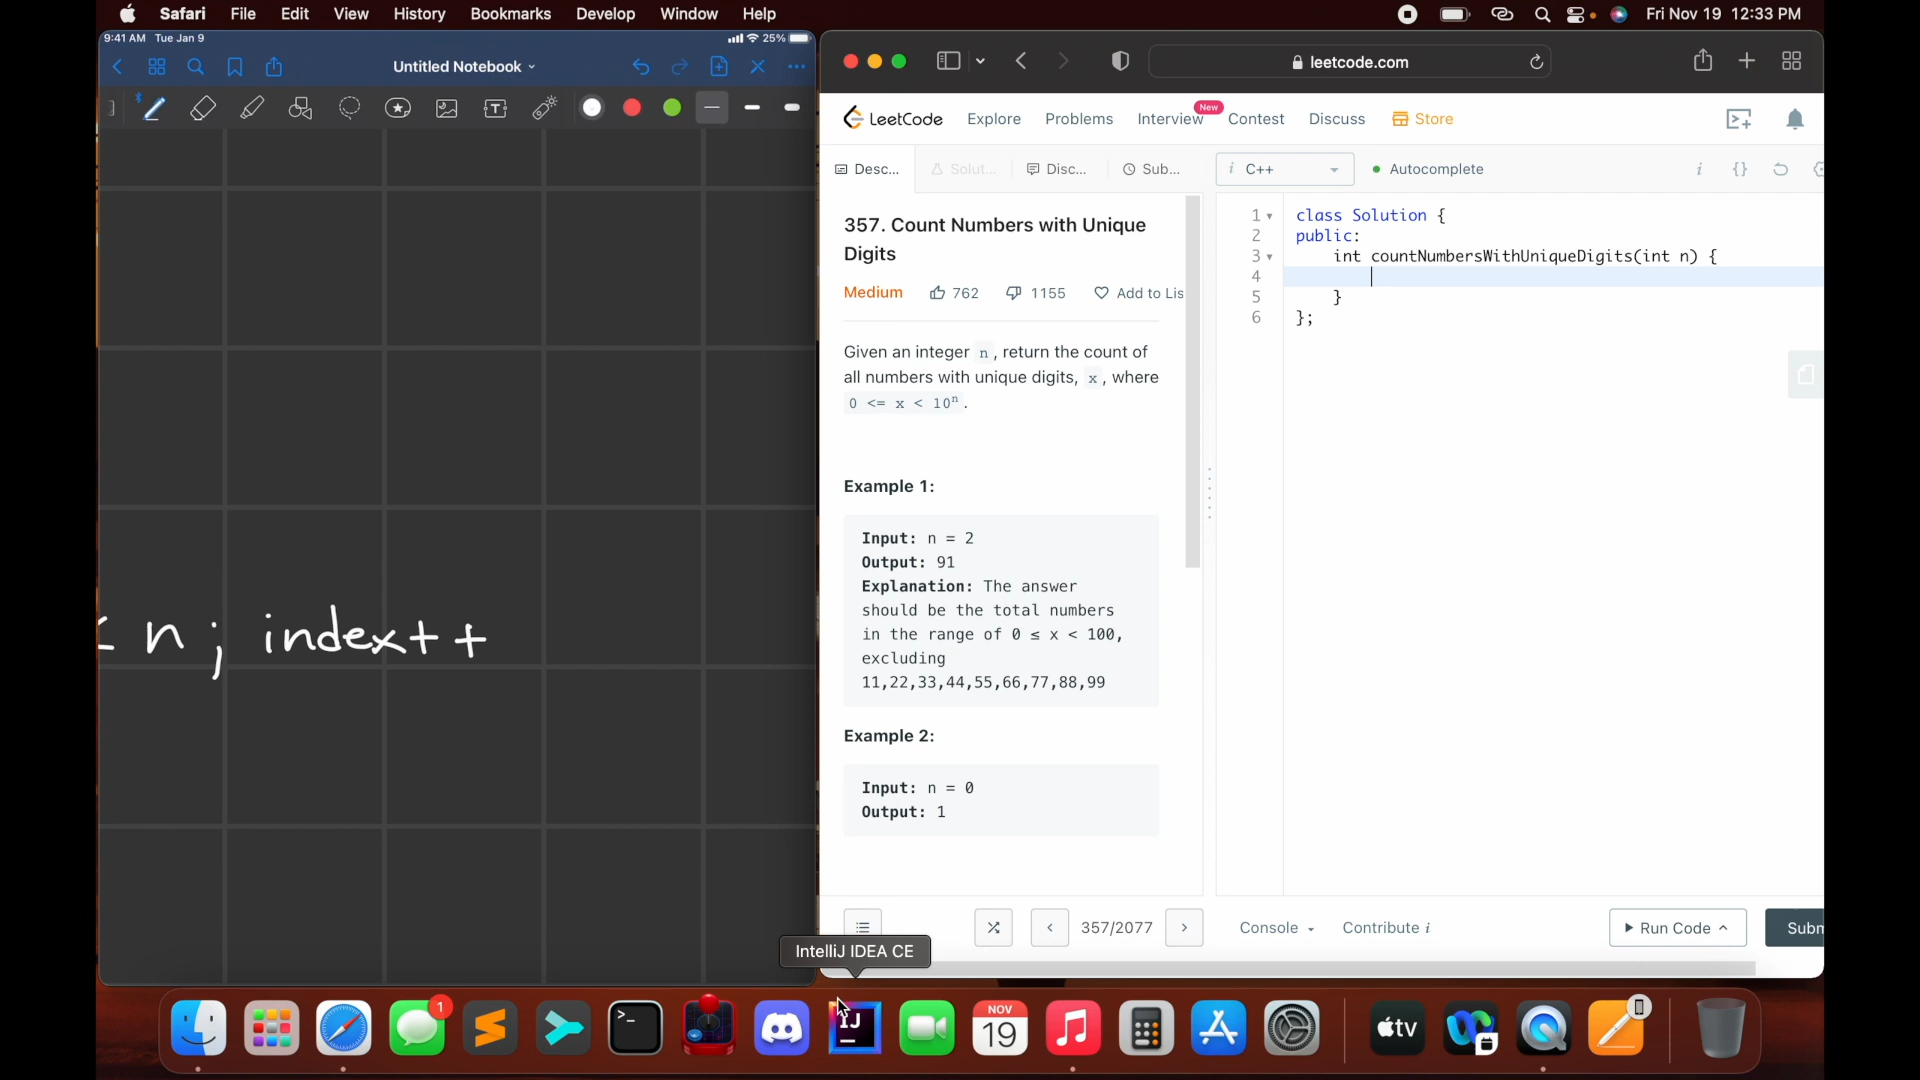 Safari File Edit View History Bookmarks Develop Window Help Fri Nov 19 12:33 PM
9:41 AM Tue Jan 9 25%
Untitled Notebook
n; index++
leetcode.com
LeetCode Explore Problems Interview New Contest Discuss Store
Desc... Solut... Disc... Sub... i C++ Autocomplete i {}
357. Count Numbers with Unique
Digits
Medium 762 1155 Add to Lis
Given an integer n, return the count of
all numbers with unique digits, x, where
0 <= x < 10ⁿ.
Example 1:
Input: n = 2
Output: 91
Explanation: The answer
should be the total numbers
in the range of 0 ≤ x < 100,
excluding
11,22,33,44,55,66,77,88,99
Example 2:
Input: n = 0
Output: 1
1 class Solution {
2 public:
3 int countNumbersWithUniqueDigits(int n) {
4
5 }
6 };
357/2077 Console Contribute i Run Code Subm
IntelliJ IDEA CE
1
>_
IJ
NOV
19
tv